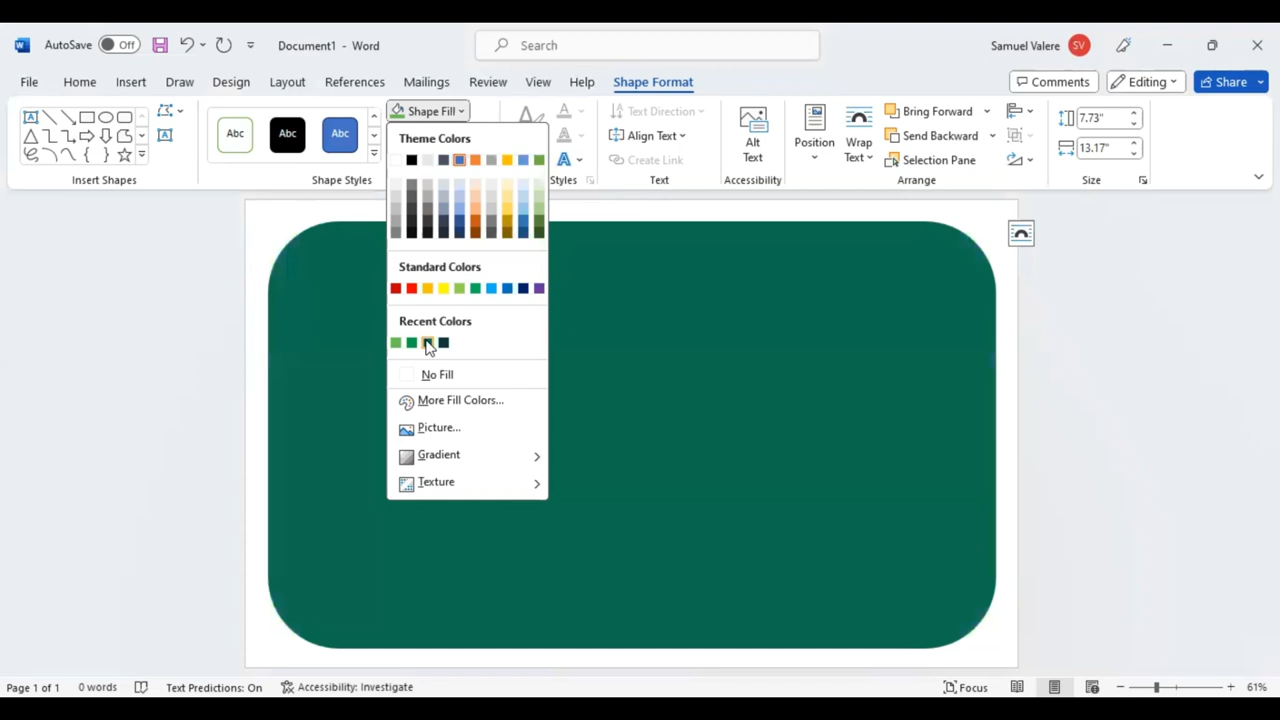 AutoSave Off Document1 - Word Search Samuel Valere SV
File Home Insert Draw Design Layout References Mailings Review View Help Shape Format Comments Editing Share
Abc Abc Abc
Shape Fill
Text Direction
Align Text
Create Link
Alt Text
Position
Wrap Text
Bring Forward
Send Backward
Selection Pane
7.73"
13.17"
Insert Shapes Shape Styles Styles Text Accessibility Arrange Size
Theme Colors
Standard Colors
Recent Colors
No Fill
More Fill Colors...
Picture...
Gradient
Texture
Page 1 of 1 0 words Text Predictions: On Accessibility: Investigate Focus 61%